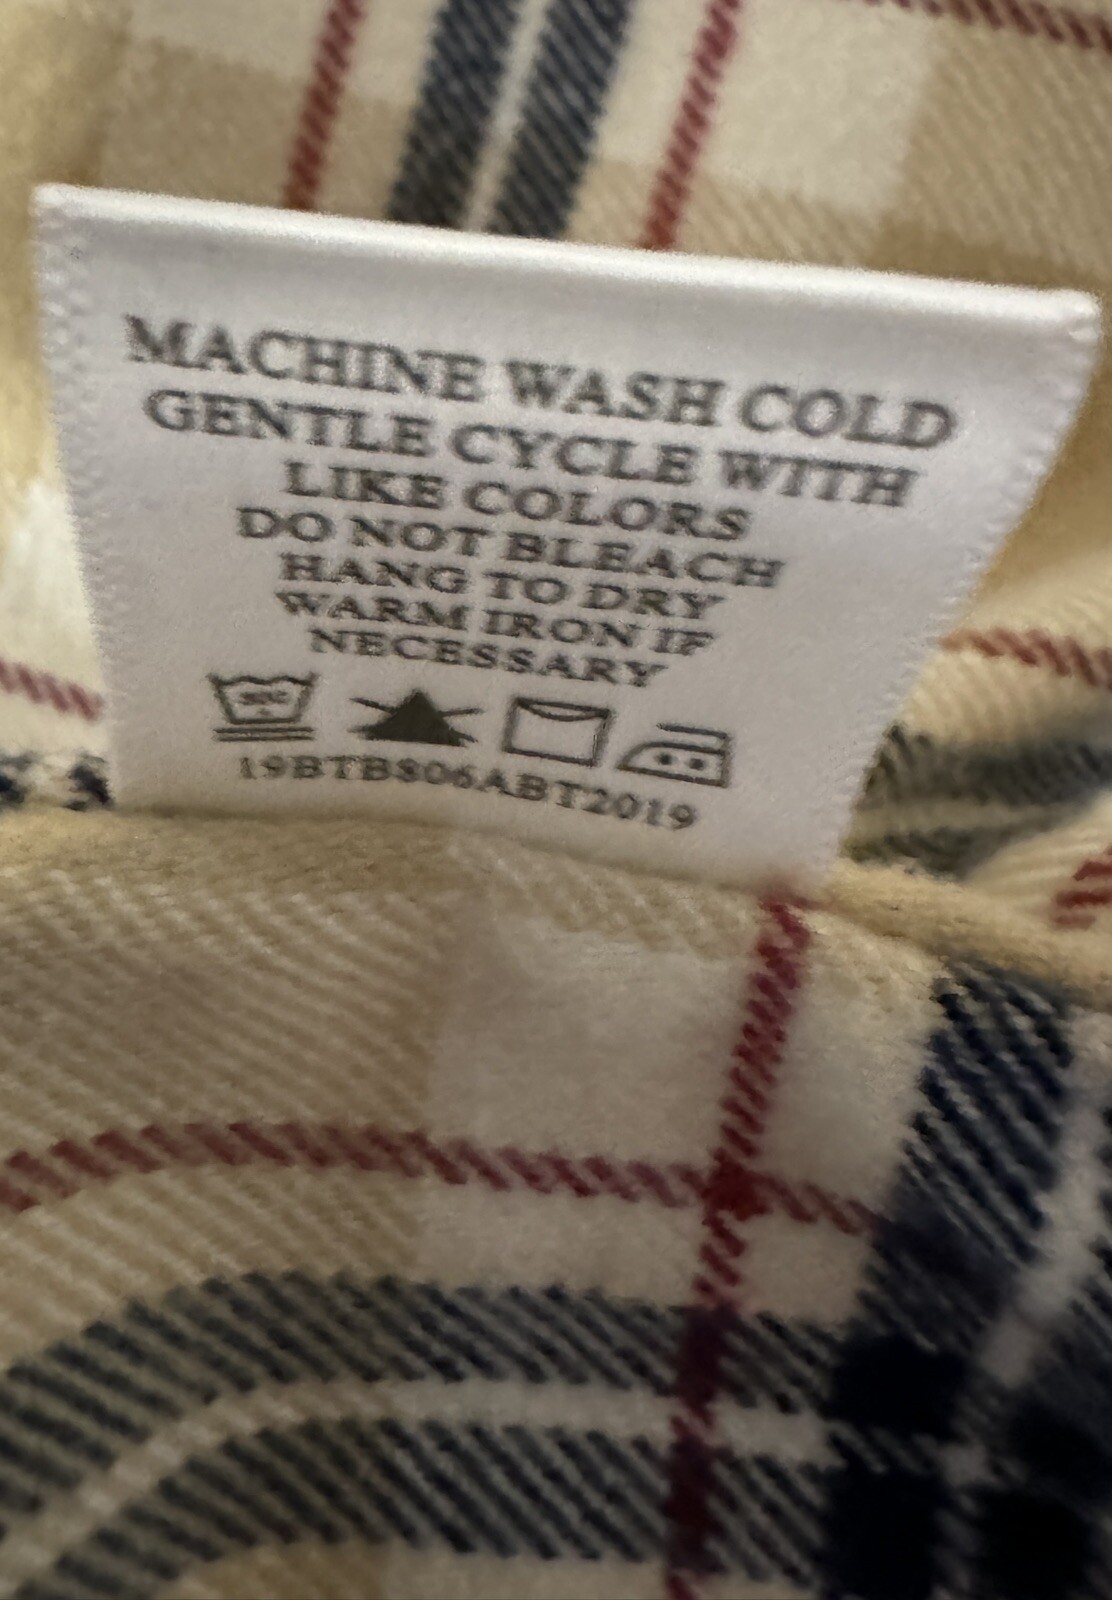 MACHINE WASH COLD
GENTLE CYCLE WITH
LIKE COLORS
DO NOT BLEACH
HANG TO DRY
WARM IRON IF
NECESSARY
19BTB806ABT2019